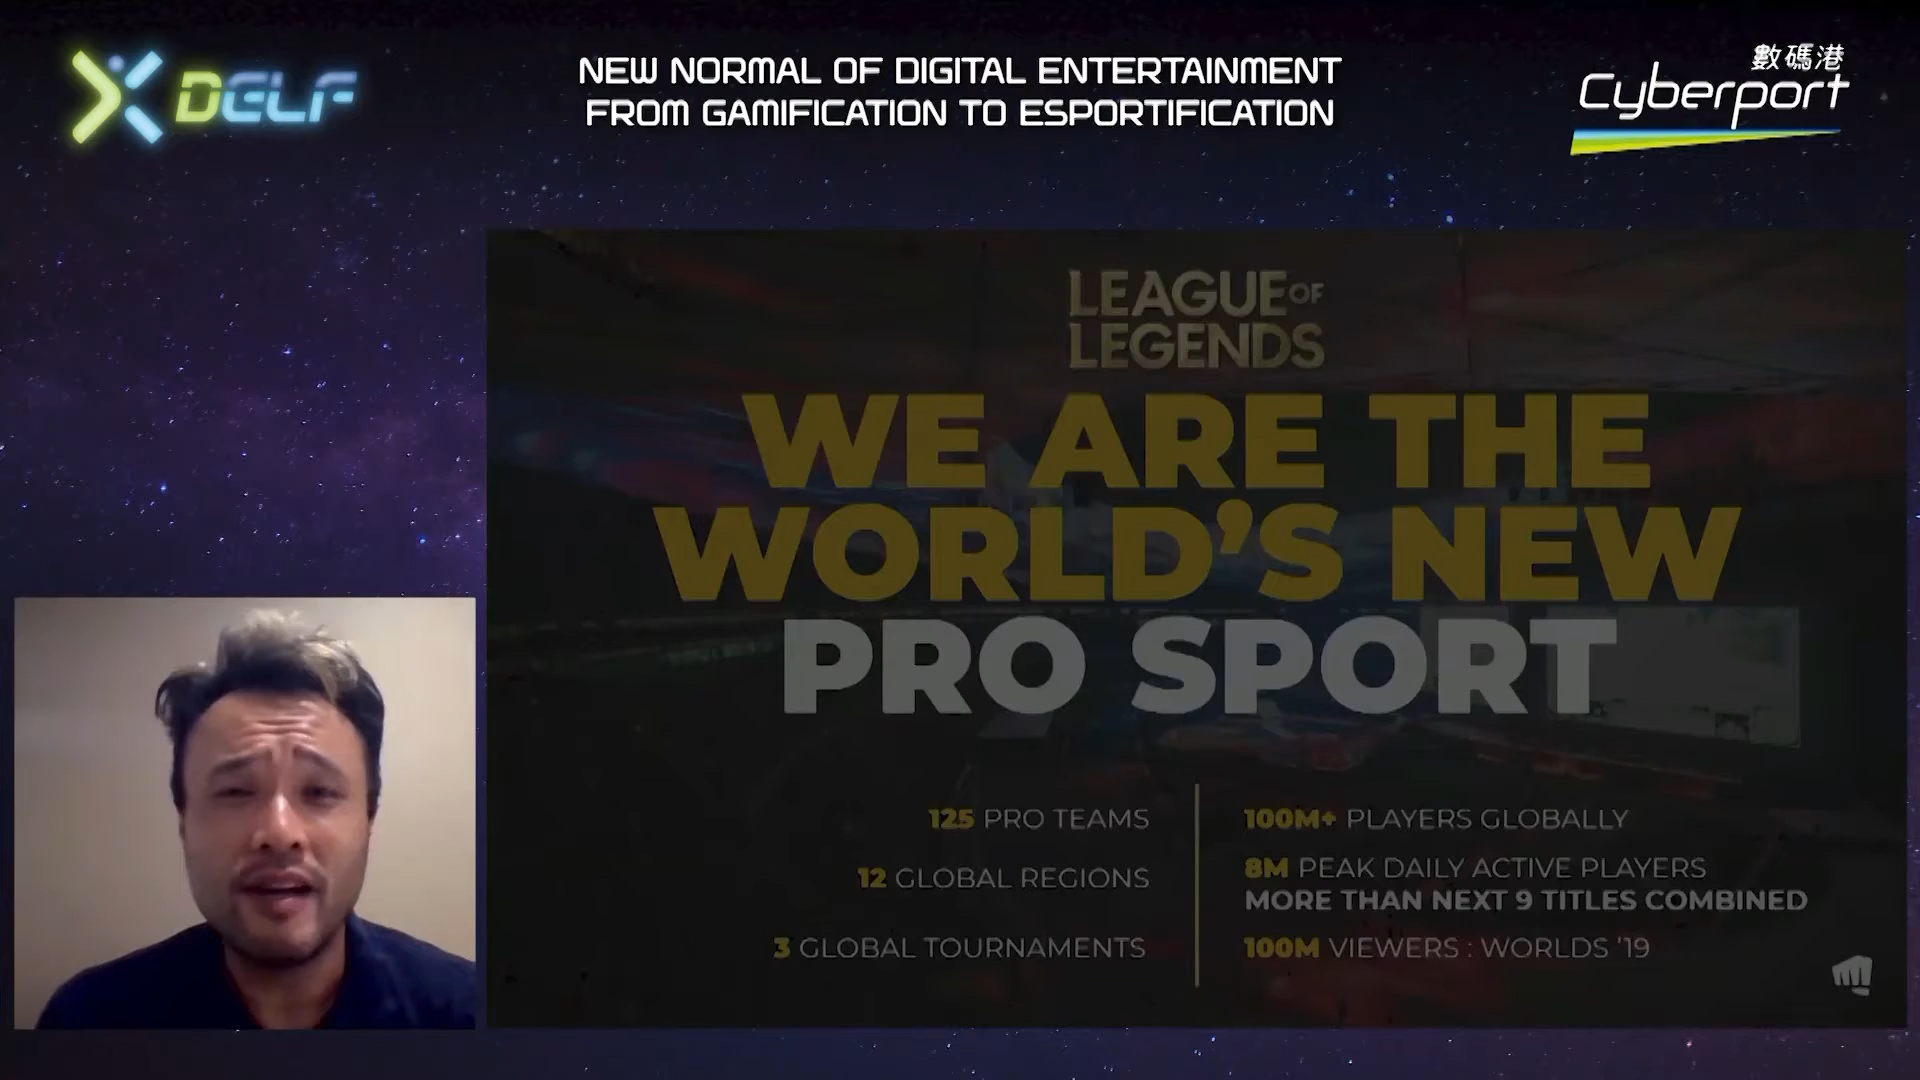 DELF
NEW NORMAL OF DIGITAL ENTERTAINMENT
FROM GAMIFICATION TO ESPORTIFICATION
數碼港
Cyberport
LEAGUE OF
LEGENDS
WE ARE THE
WORLD'S NEW
PRO SPORT
125 PRO TEAMS
12 GLOBAL REGIONS
3 GLOBAL TOURNAMENTS
100M+ PLAYERS GLOBALLY
8M PEAK DAILY ACTIVE PLAYERS
MORE THAN NEXT 9 TITLES COMBINED
100M VIEWERS : WORLDS '19